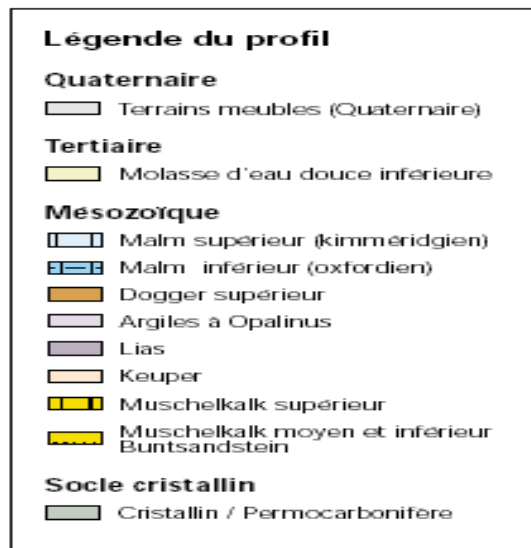 Légende du profil
Quaternaire
Terrains meubles (Quaternaire)
Tertiaire
Molasse d'eau douce inférieure
Mésozoïque
Malm supérieur (kimméridgien)
Malm inférieur (oxfordien)
Dogger supérieur
Argiles à Opalinus
Lias
Keuper
Muschelkalk supérieur
Muschelkalk moyen et inférieur
Buntsandstein
Socle cristallin
Cristallin / Permocarbonifère